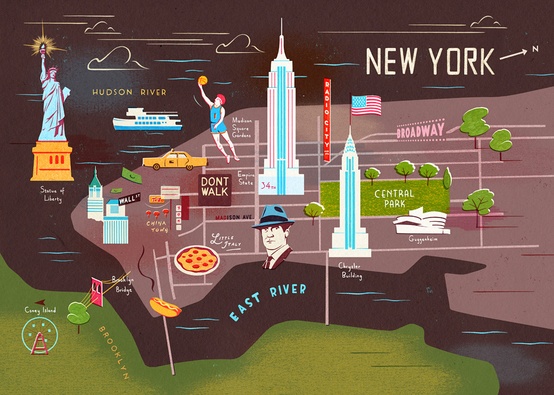 NEW YORK
N
HUDSON RIVER
RADIO CITY
Madison
Square
Gardens
BROADWAY
Statue of
Liberty
Empire
State
34th
DONT
WALK
CENTRAL
PARK
WALL ST
CHINA
TOWN
MADISON AVE.
LITTLE
ITALY
Guggenheim
Chrysler
Building
Brooklyn
Bridge
EAST RIVER
Coney Island
BROOKLYN